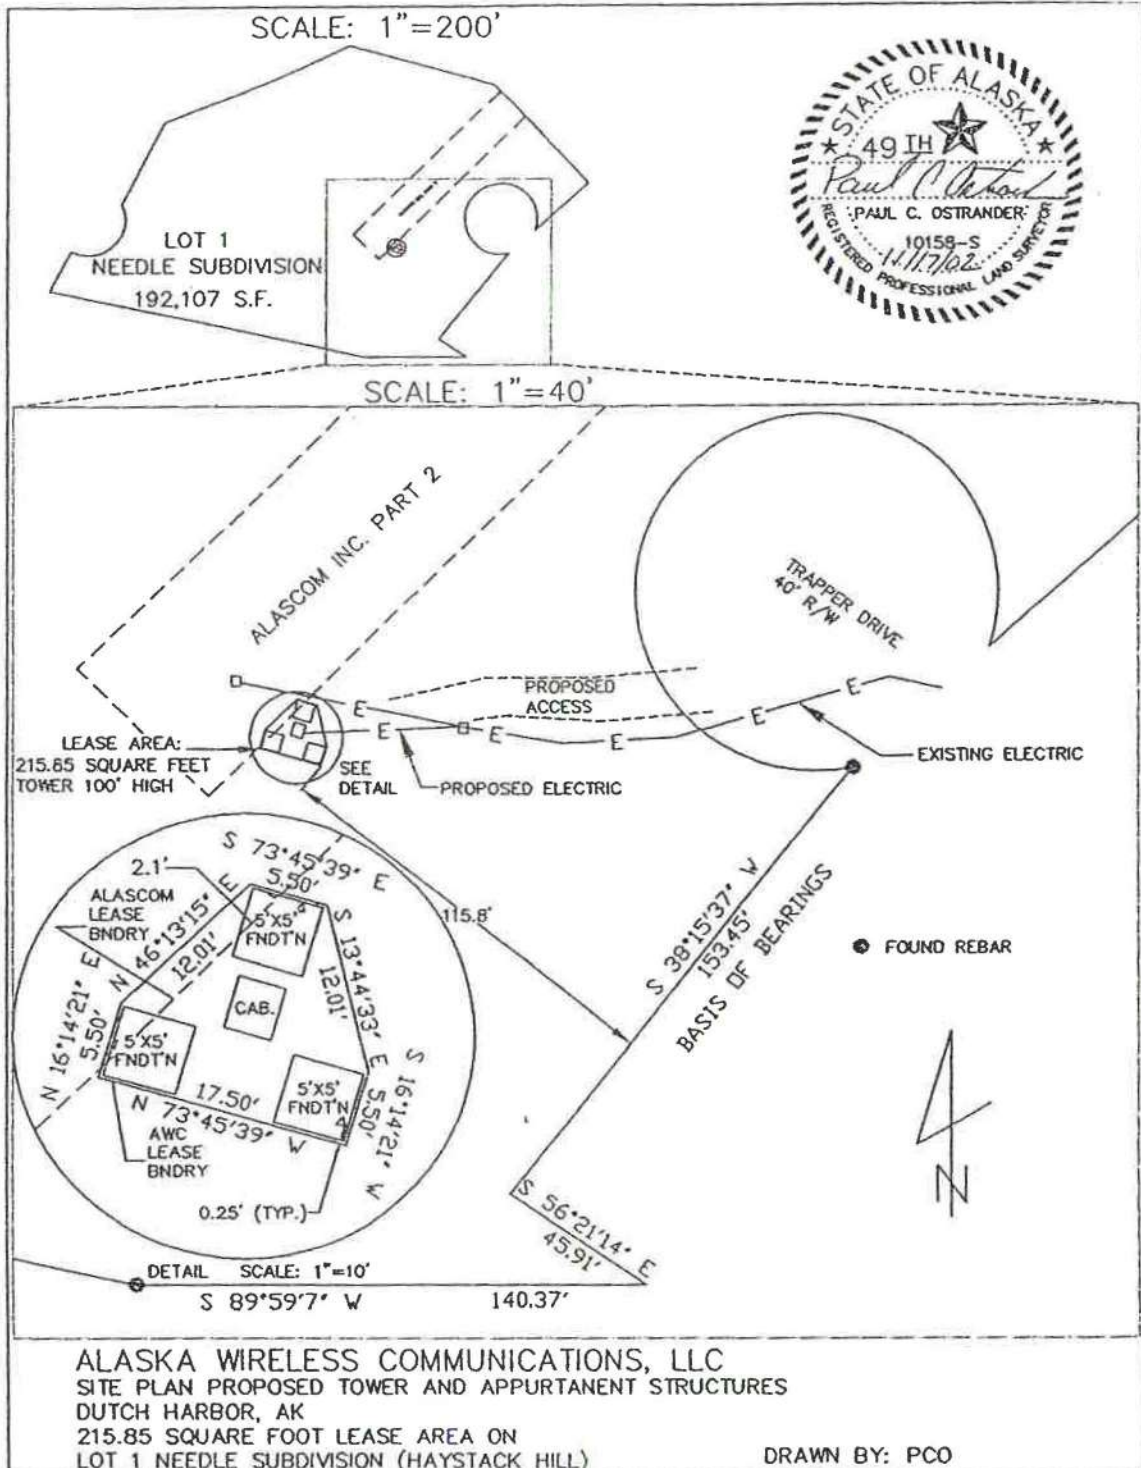 SCALE: 1"=200'
STATE OF ALASKA
49 TH
Paul C Ostrander
PAUL C. OSTRANDER
10158-S
11/17/02
REGISTERED PROFESSIONAL LAND SURVEYOR
LOT 1
NEEDLE SUBDIVISION
192,107 S.F.
SCALE: 1"=40'
ALASCOM INC. PART 2
TRAPPER DRIVE
40' R/W
PROPOSED
ACCESS
E
E
E
E
E
E
LEASE AREA:
215.85 SQUARE FEET
TOWER 100' HIGH
SEE
DETAIL
PROPOSED ELECTRIC
EXISTING ELECTRIC
S 73°45'39" E
5.50'
2.1'
ALASCOM
LEASE
BNDRY
N 46°13'15" E
12.01'
5'X5'
FNDT'N
S 13°44'33" E
12.01'
CAB.
N 16°14'21" E
5.50'
5'X5'
FNDT'N
5'X5'
FNDT'N
S 16°14'21" W
5.50'
17.50'
N 73°45'39" W
AWC
LEASE
BNDRY
0.25' (TYP.)
115.8'
S 38°15'37" W
153.45'
BASIS OF BEARINGS
FOUND REBAR
N
S 56°21'14" E
45.91'
DETAIL SCALE: 1"=10'
S 89°59'7" W 140.37'
ALASKA WIRELESS COMMUNICATIONS, LLC
SITE PLAN PROPOSED TOWER AND APPURTANENT STRUCTURES
DUTCH HARBOR, AK
215.85 SQUARE FOOT LEASE AREA ON
LOT 1 NEEDLE SUBDIVISION (HAYSTACK HILL)
DRAWN BY: PCO